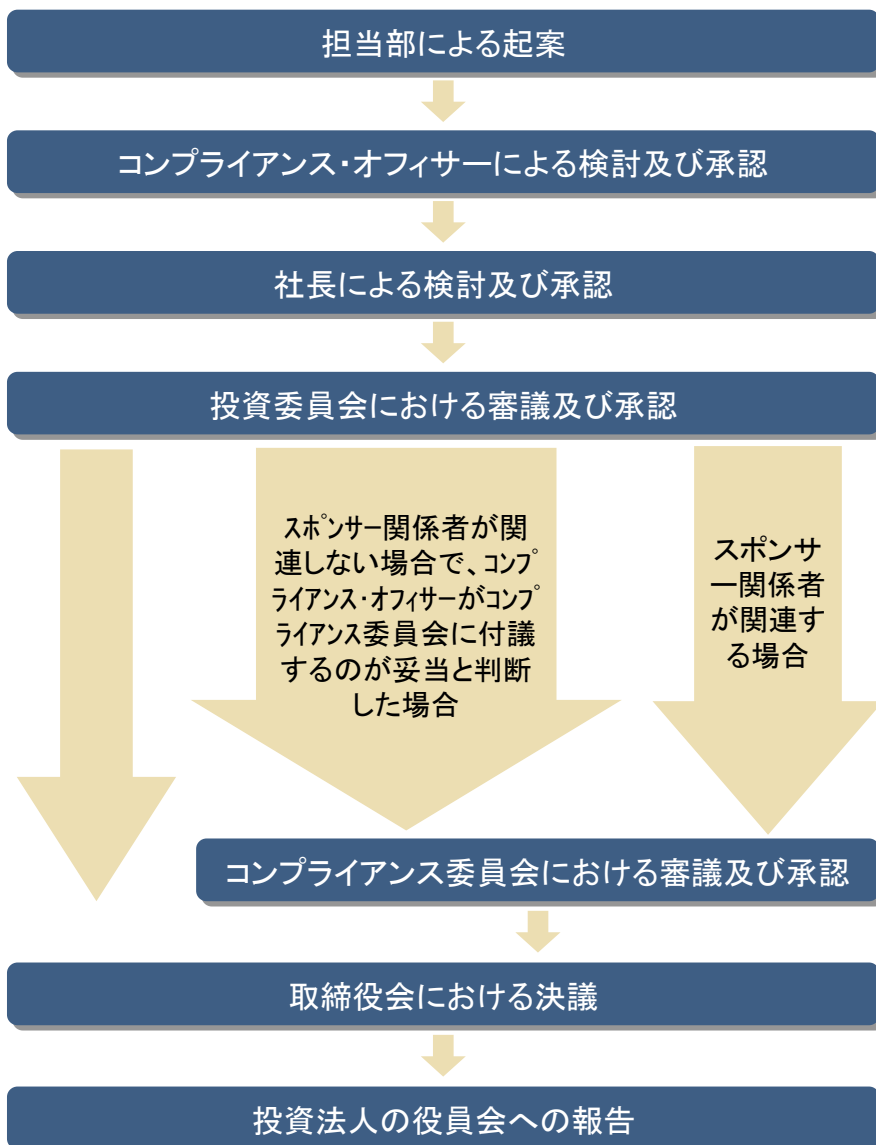 担当部による起案
コンプライアンス・オフィサーによる検討及び承認
社長による検討及び承認
投資委員会における審議及び承認
ｽﾎﾟﾝｻｰ関係者が関
連しない場合で、ｺﾝﾌﾟ
ﾗｲｱﾝｽ･ｵﾌｨｻｰがｺﾝﾌﾟ
ﾗｲｱﾝｽ委員会に付議
するのが妥当と判断
した場合
スポンサ
ー関係者
が関連す
る場合
コンプライアンス委員会における審議及び承認
取締役会における決議
投資法人の役員会への報告